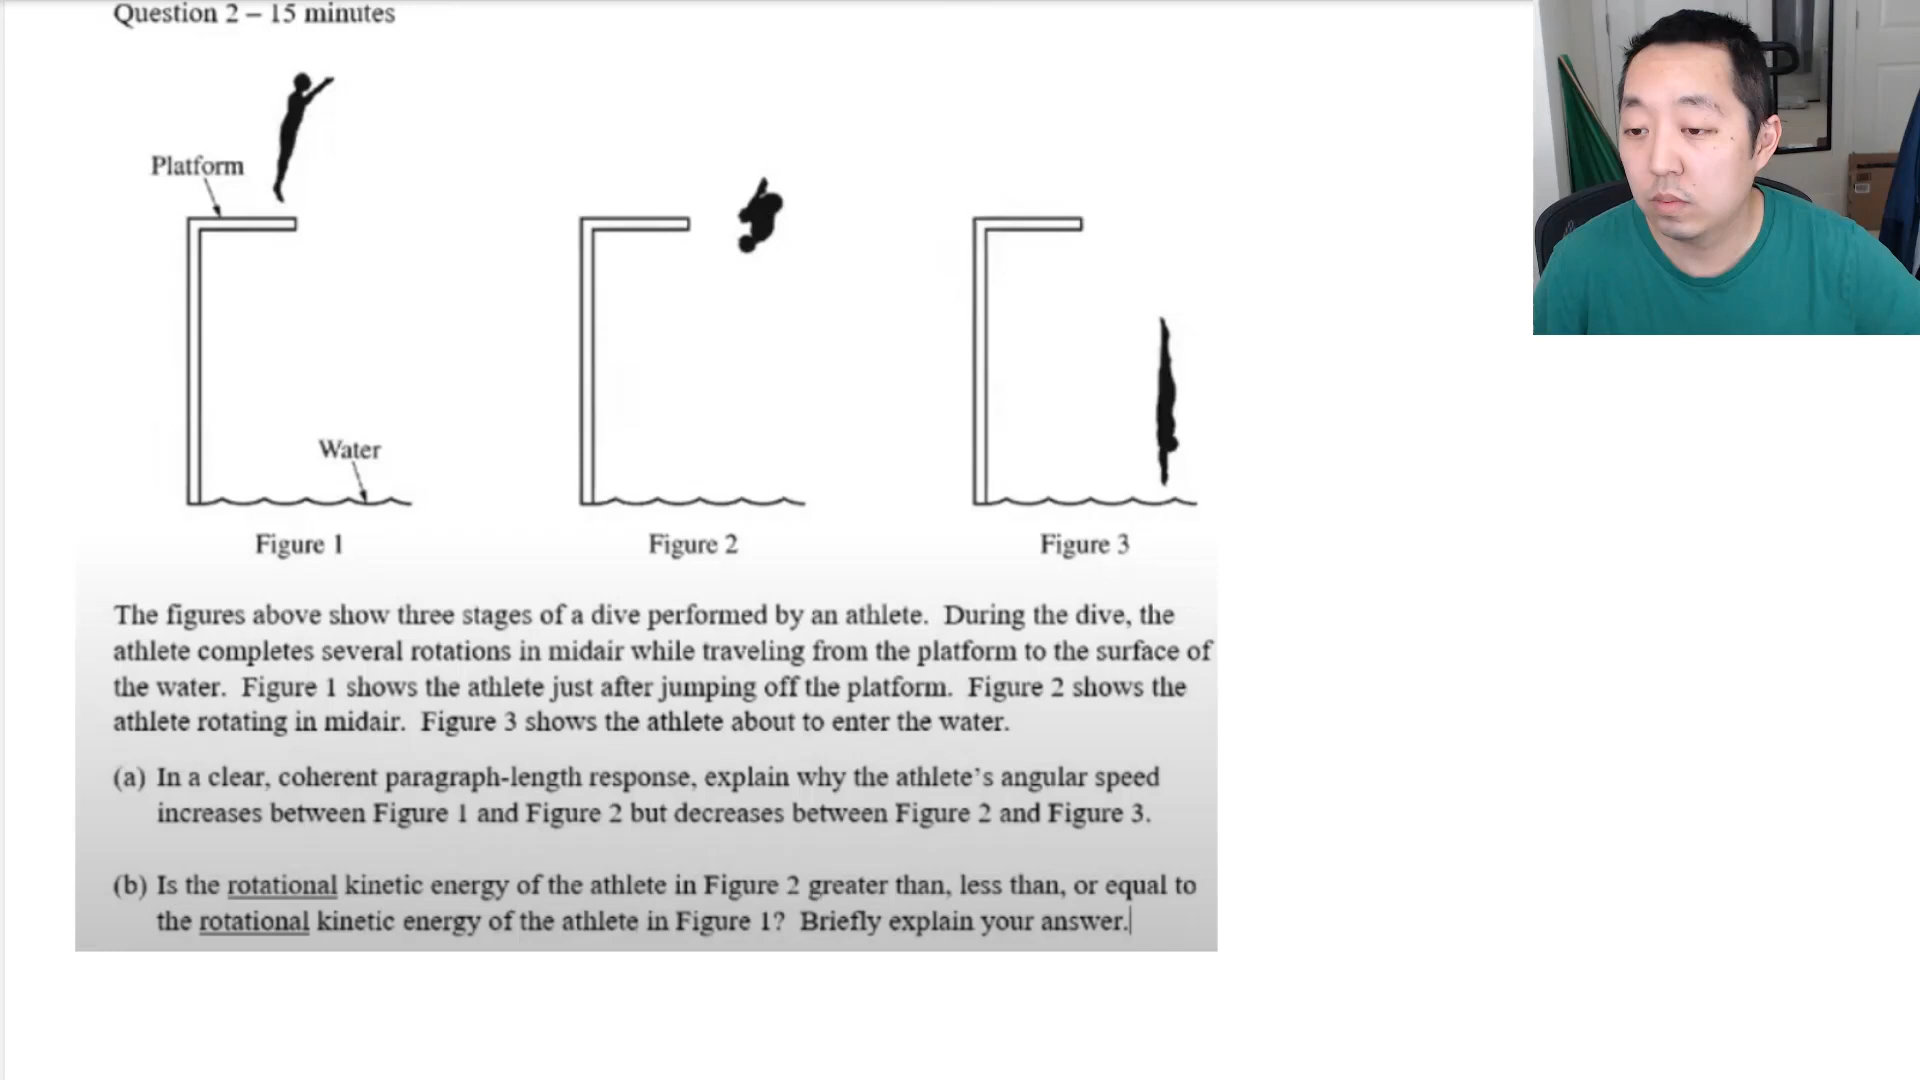 Question 2 – 15 minutes
Platform
Water
Figure 1
Figure 2
Figure 3
The figures above show three stages of a dive performed by an athlete. During the dive, the
athlete completes several rotations in midair while traveling from the platform to the surface of
the water. Figure 1 shows the athlete just after jumping off the platform. Figure 2 shows the
athlete rotating in midair. Figure 3 shows the athlete about to enter the water.
(a) In a clear, coherent paragraph-length response, explain why the athlete's angular speed
increases between Figure 1 and Figure 2 but decreases between Figure 2 and Figure 3.
(b) Is the rotational kinetic energy of the athlete in Figure 2 greater than, less than, or equal to
the rotational kinetic energy of the athlete in Figure 1? Briefly explain your answer.